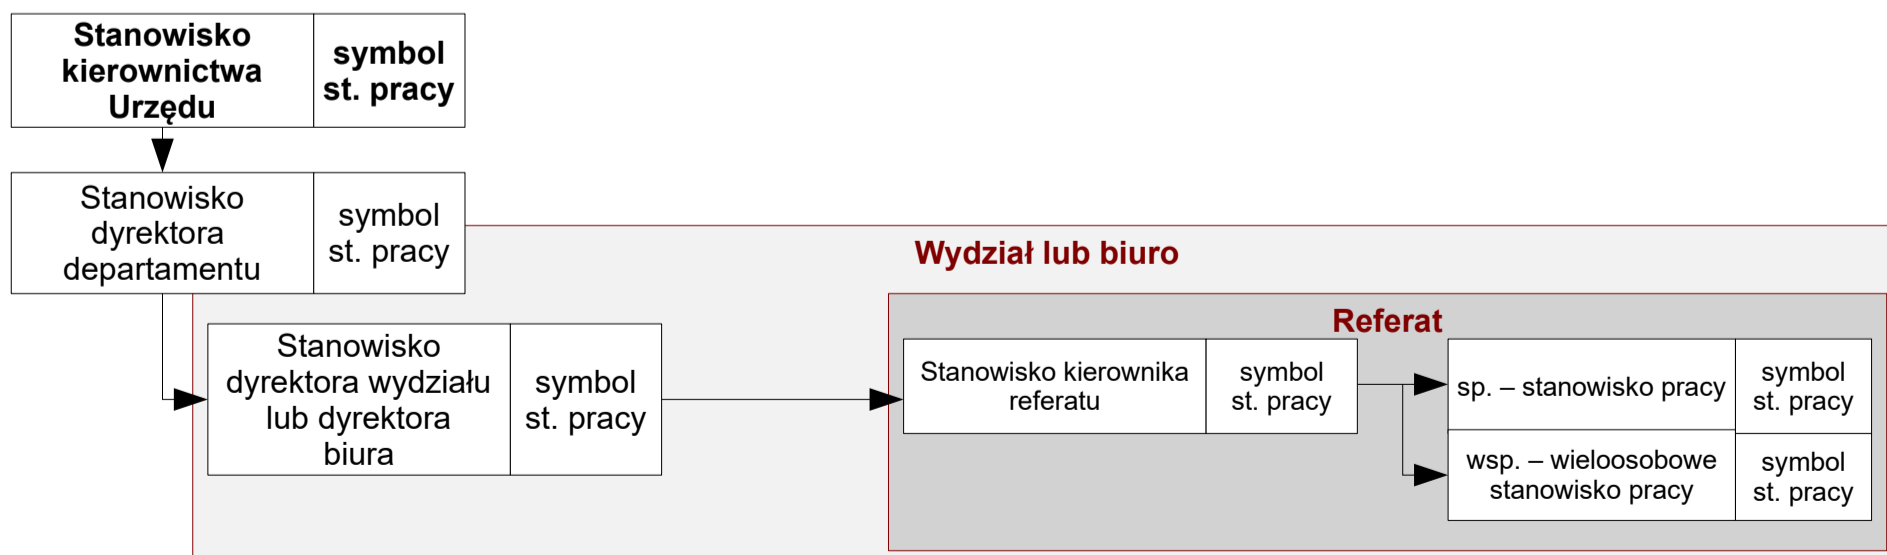 Stanowisko
kierownictwa
Urzędu
symbol
st. pracy
Stanowisko
dyrektora
departamentu
symbol
st. pracy
Wydział lub biuro
Stanowisko
dyrektora wydziału
lub dyrektora
biura
symbol
st. pracy
Referat
Stanowisko kierownika
referatu
symbol
st. pracy
sp. – stanowisko pracy
symbol
st. pracy
wsp. – wieloosobowe
stanowisko pracy
symbol
st. pracy